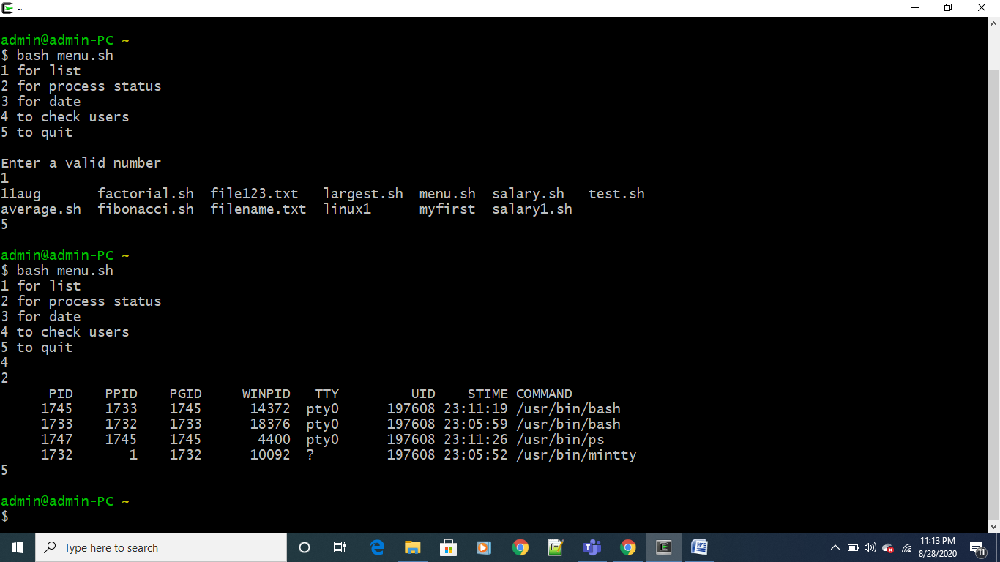 ~
admin@admin-PC ~
$ bash menu.sh
1 for list
2 for process status
3 for date
4 to check users
5 to quit
Enter a valid number
1
11aug       factorial.sh  file123.txt   largest.sh  menu.sh  salary.sh   test.sh
average.sh  fibonacci.sh  filename.txt  linux1      myfirst  salary1.sh
5
admin@admin-PC ~
$ bash menu.sh
1 for list
2 for process status
3 for date
4 to check users
5 to quit
4
2
      PID    PPID    PGID     WINPID   TTY         UID    STIME COMMAND
     1745    1733    1745      14372  pty0      197608 23:11:19 /usr/bin/bash
     1733    1732    1733      18376  pty0      197608 23:05:59 /usr/bin/bash
     1747    1745    1745       4400  pty0      197608 23:11:26 /usr/bin/ps
     1732       1    1732      10092  ?         197608 23:05:52 /usr/bin/mintty
5
admin@admin-PC ~
$
Type here to search
11:13 PM
8/28/2020
11